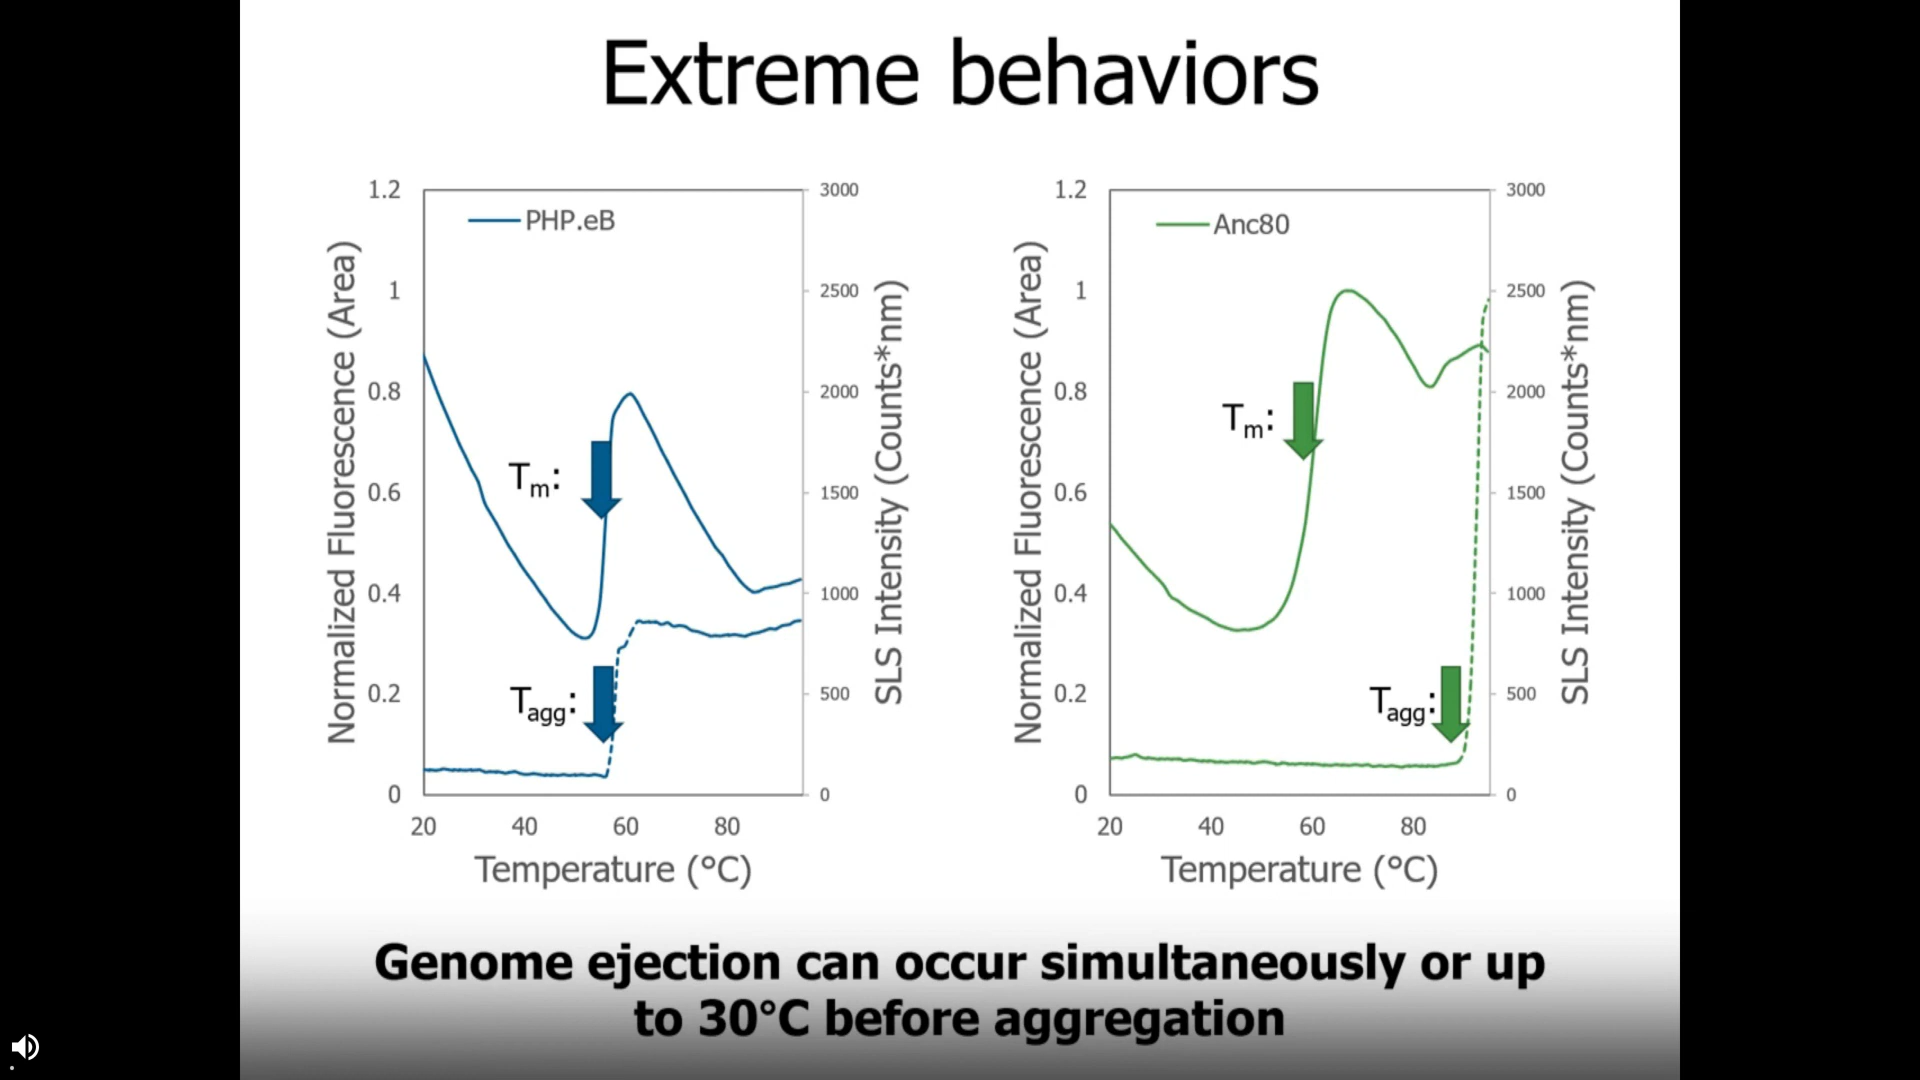 Extreme behaviors
1.2
1
0.8
0.6
0.4
0.2
0
Normalized Fluorescence (Area)
PHP.eB
Tm:
Tagg:
3000
2500
2000
1500
1000
500
0
SLS Intensity (Counts*nm)
20 40 60 80
Temperature (°C)
1.2
1
0.8
0.6
0.4
0.2
0
Normalized Fluorescence (Area)
Anc80
Tm:
Tagg:
3000
2500
2000
1500
1000
500
0
SLS Intensity (Counts*nm)
20 40 60 80
Temperature (°C)
Genome ejection can occur simultaneously or up
to 30°C before aggregation